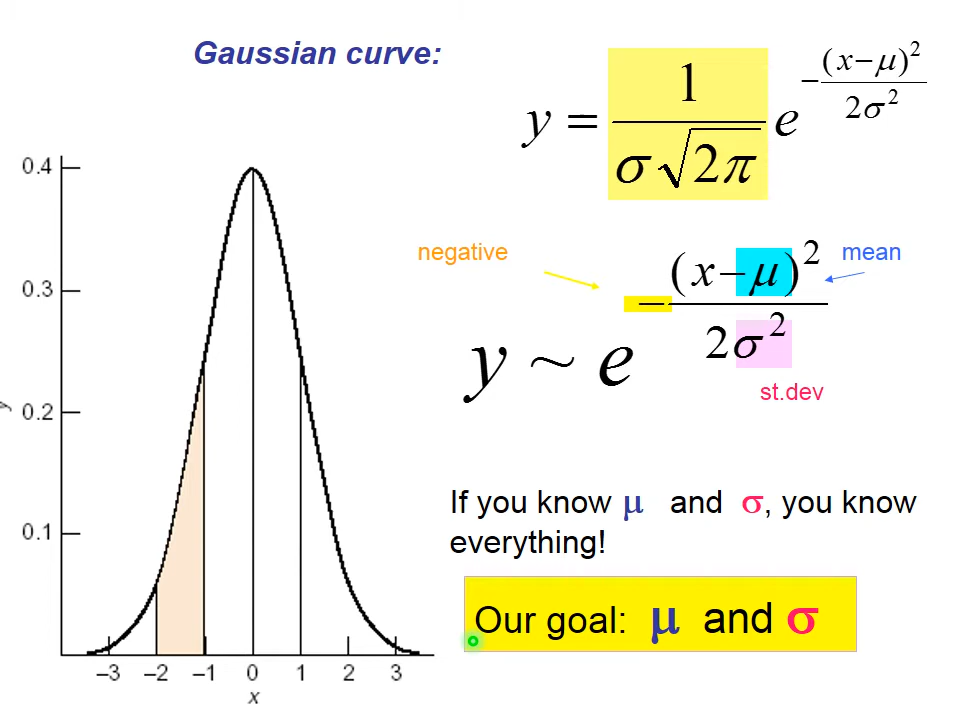 Gaussian curve:
y = 1 / (σ√2π) e^(−(x−μ)² / 2σ²)
negative
mean
y ~ e^(−(x−μ)² / 2σ²)
st.dev
If you know μ and σ, you know
everything!
Our goal: μ and σ
y
0.4
0.3
0.2
0.1
–3 –2 –1 0 1 2 3
x